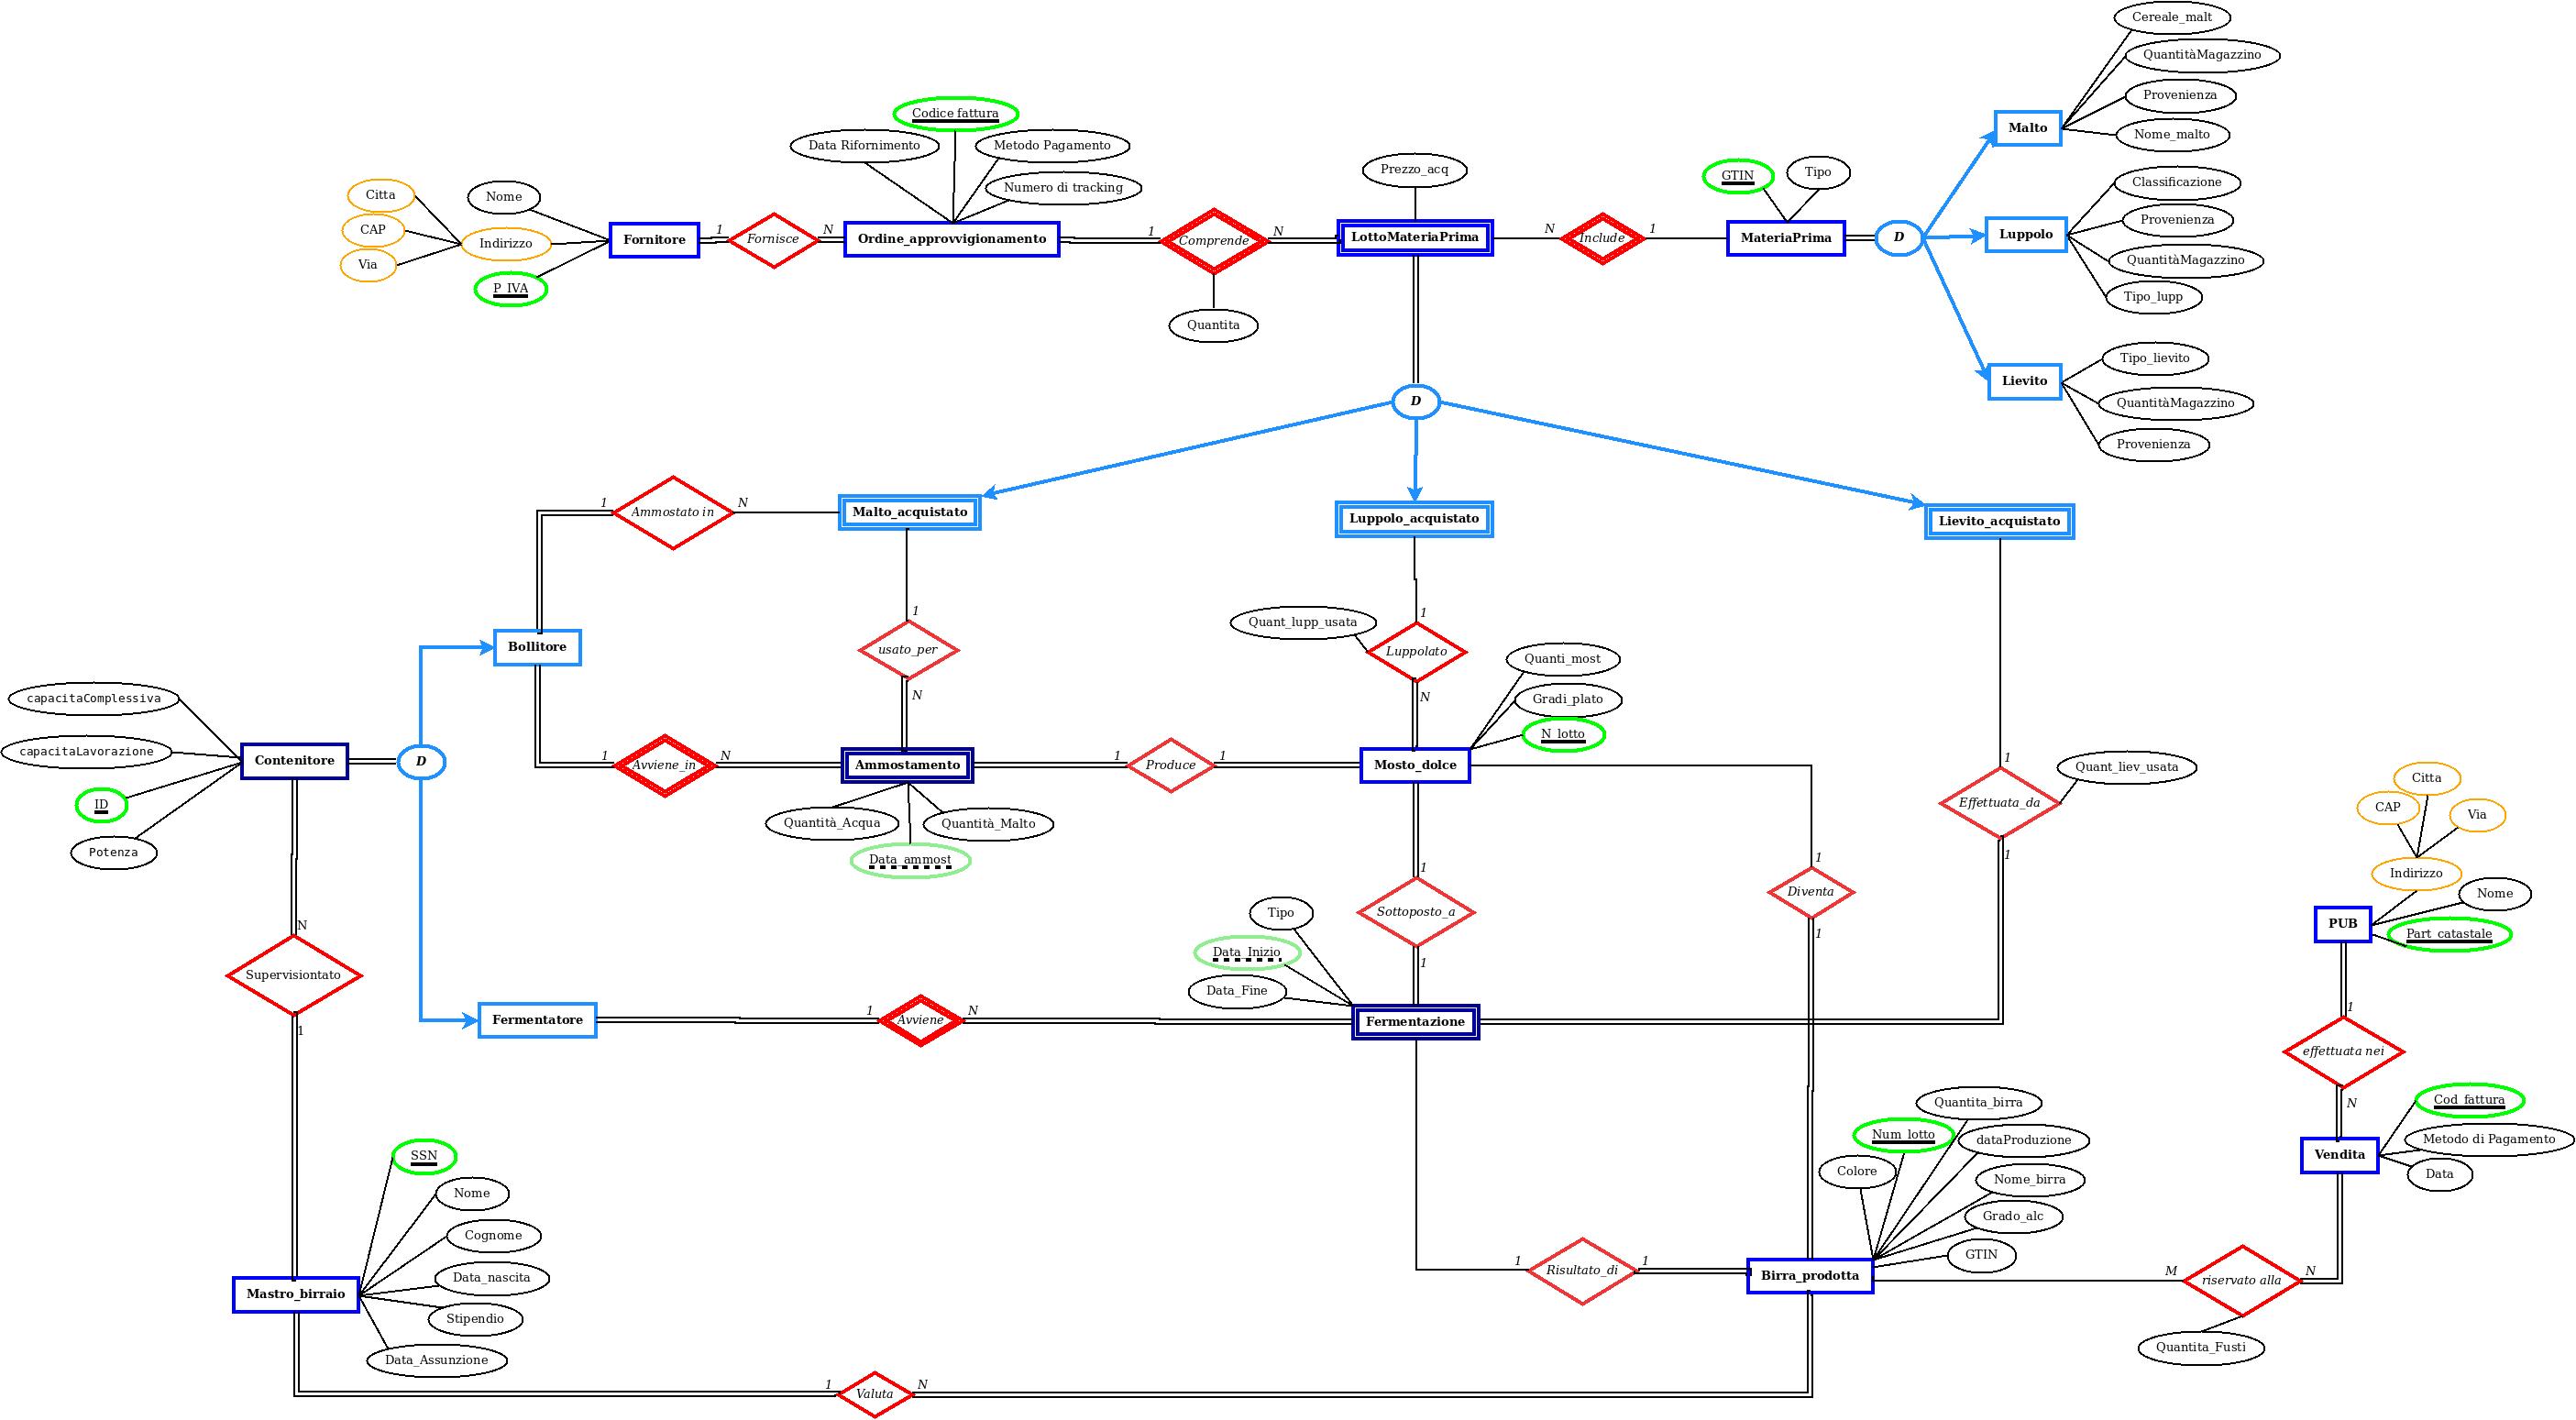 Cereale_malt
QuantitàMagazzino
Provenienza
Nome_malto
Malto
Codice fattura
Data Rifornimento
Metodo Pagamento
Numero di tracking
Prezzo_acq
GTIN
Tipo
Classificazione
Provenienza
QuantitàMagazzino
Tipo_lupp
Luppolo
Citta
CAP
Via
Indirizzo
Nome
P_IVA
Fornitore
1
Fornisce
N
Ordine_approvvigionamento
1
Comprende
N
Quantita
LottoMateriaPrima
N
Include
1
MateriaPrima
D
Lievito
Tipo_lievito
QuantitàMagazzino
Provenienza
D
1
Ammostato in
N
Malto_acquistato
Luppolo_acquistato
Lievito_acquistato
Bollitore
1
usato_per
N
Quant_lupp_usata
1
Luppolato
N
Quanti_most
Gradi_plato
N_lotto
capacitaComplessiva
capacitaLavorazione
ID
Potenza
Contenitore
D
1
Avviene_in
N
Ammostamento
Quantità_Acqua
Data_ammost
Quantità_Malto
1
Produce
1
Mosto_dolce
1
Effettuata_da
1
Quant_liev_usata
Citta
CAP
Via
Indirizzo
Nome
Part_catastale
PUB
1
Sottoposto_a
1
1
Diventa
1
N
Supervisiontato
1
Tipo
Data_Inizio
Data_Fine
Fermentatore
1
Avviene
N
Fermentazione
1
effettuata nei
N
Cod_fattura
Metodo di Pagamento
Data
Vendita
Quantita_birra
Num_lotto
dataProduzione
Colore
Nome_birra
Grado_alc
GTIN
SSN
Nome
Cognome
Data_nascita
Stipendio
Data_Assunzione
Mastro_birraio
1
Risultato_di
1
Birra_prodotta
M
riservato alla
N
Quantita_Fusti
1
Valuta
N